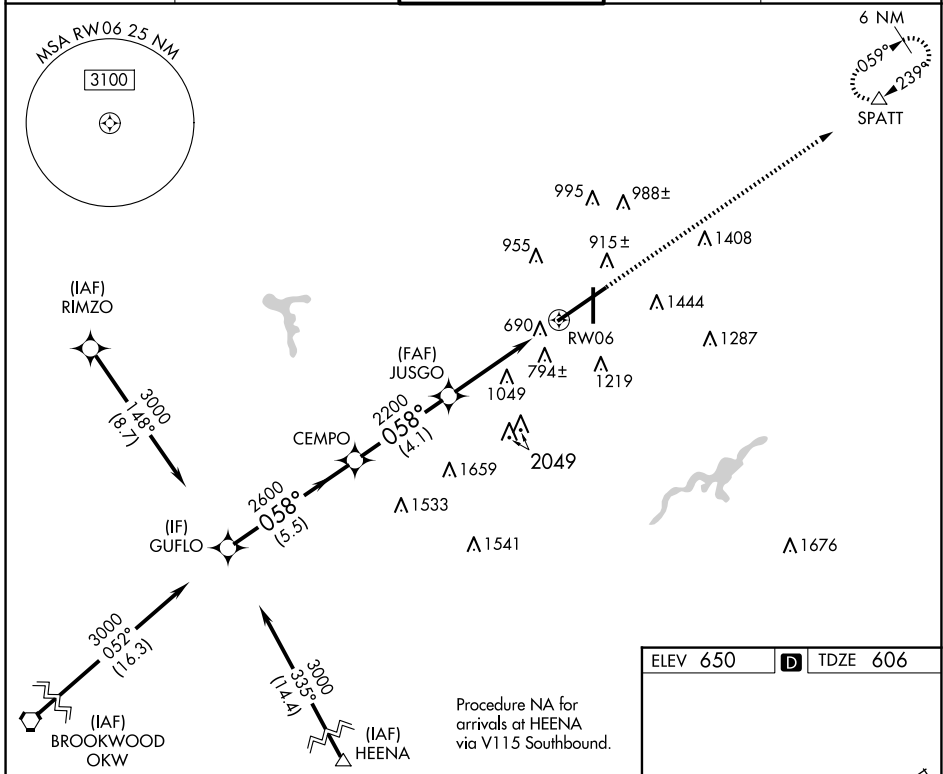 MSA RW06 25 NM
3100
6 NM
059°
239°
SPATT
995
988±
955
915±
1408
(IAF)
RIMZO
1444
690
RW06
1287
(FAF)
JUSGO
794±
1219
1049
3000
148°
(8.7)
2200
058°
(4.1)
CEMPO
2049
1659
2600
058°
(5.5)
1533
(IF)
GUFLO
1541
1676
3000
052°
(16.3)
3000
335°
(14.4)
ELEV 650
D
TDZE 606
Procedure NA for
arrivals at HEENA
via V115 Southbound.
(IAF)
BROOKWOOD
OKW
(IAF)
HEENA